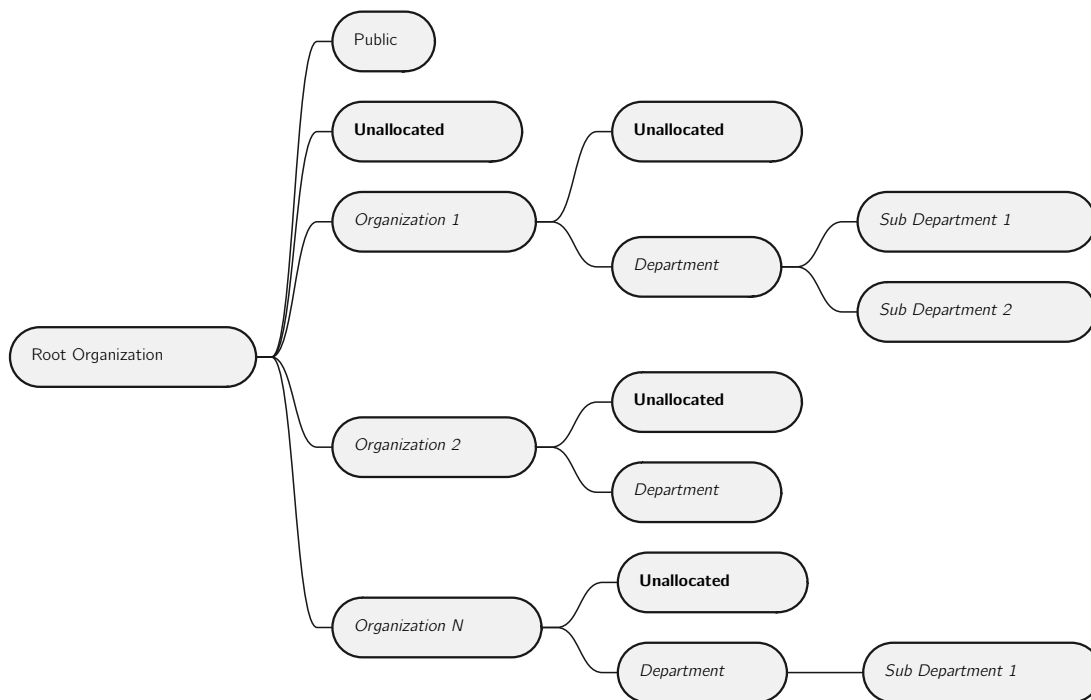 Public
Unallocated
Unallocated
Organization 1
Sub Department 1
Department
Sub Department 2
Root Organization
Unallocated
Organization 2
Department
Unallocated
Organization N
Department
Sub Department 1